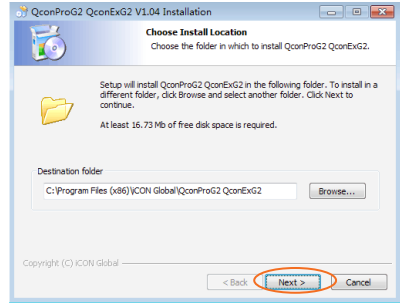 QconProG2 QconExG2 V1.04 Installation
Choose Install Location
Choose the folder in which to install QconProG2 QconExG2.
Setup will install QconProG2 QconExG2 in the following folder. To install in a
different folder, click Browse and select another folder. Click Next to
continue.
At least 16.73 Mb of free disk space is required.
Destination folder
C:\Program Files (x86)\iCON Global\QconProG2 QconExG2
Browse...
Copyright (C) iCON Global
< Back
Next >
Cancel